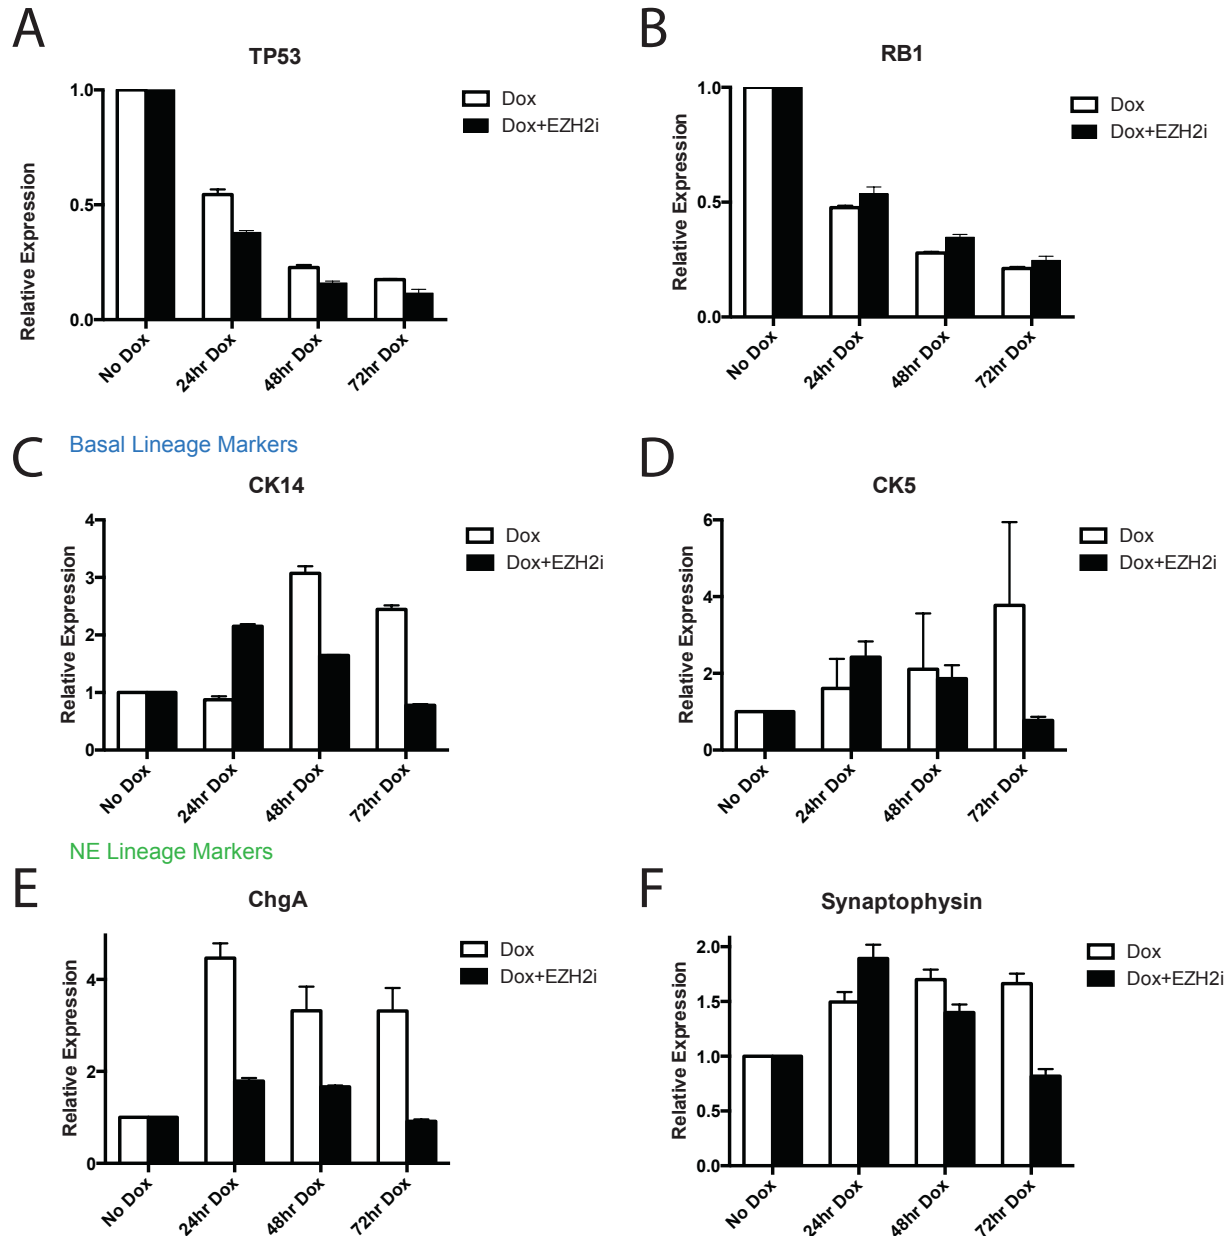 A
TP53
Relative Expression
1.0
0.5
0.0
No Dox
24hr Dox
48hr Dox
72hr Dox
Dox
Dox+EZH2i
B
RB1
Relative Expression
1.0
0.5
0.0
No Dox
24hr Dox
48hr Dox
72hr Dox
Dox
Dox+EZH2i
Basal Lineage Markers
C
CK14
Relative Expression
4
3
2
1
0
No Dox
24hr Dox
48hr Dox
72hr Dox
Dox
Dox+EZH2i
D
CK5
Relative Expression
6
4
2
0
No Dox
24hr Dox
48hr Dox
72hr Dox
Dox
Dox+EZH2i
NE Lineage Markers
E
ChgA
Relative Expression
4
2
0
No Dox
24hr Dox
48hr Dox
72hr Dox
Dox
Dox+EZH2i
F
Synaptophysin
Relative Expression
2.0
1.5
1.0
0.5
0.0
No Dox
24hr Dox
48hr Dox
72hr Dox
Dox
Dox+EZH2i